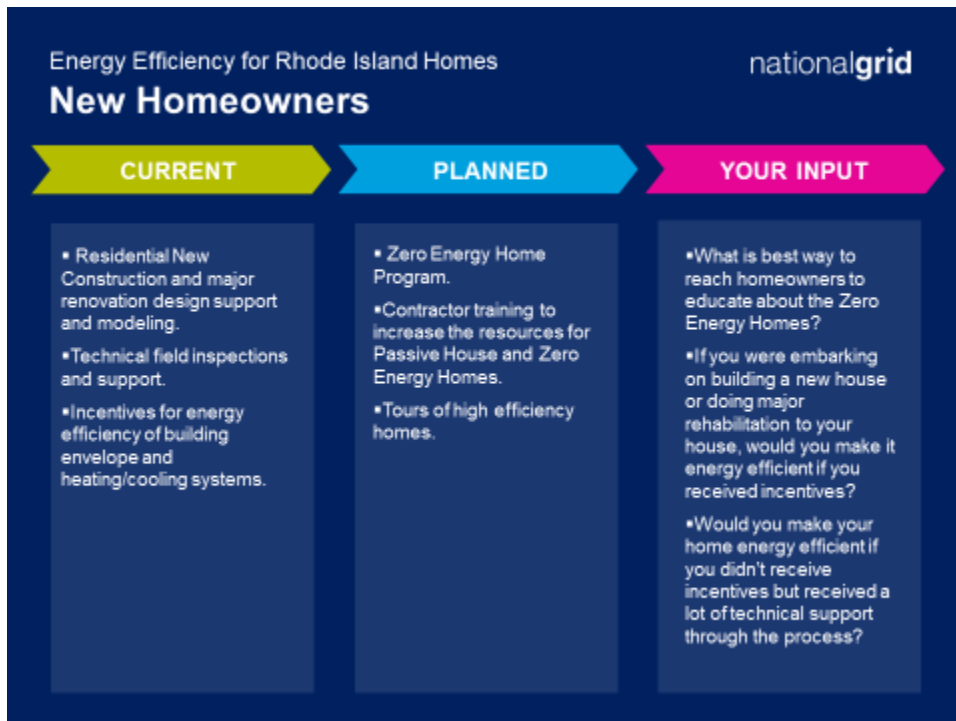 Energy Efficiency for Rhode Island Homes
New Homeowners
nationalgrid
CURRENT
▪ Residential New
Construction and major
renovation design support
and modeling.
▪Technical field inspections
and support.
▪Incentives for energy
efficiency of building
envelope and
heating/cooling systems.
PLANNED
▪ Zero Energy Home
Program.
▪Contractor training to
increase the resources for
Passive House and Zero
Energy Homes.
▪Tours of high efficiency
homes.
YOUR INPUT
▪What is best way to
reach homeowners to
educate about the Zero
Energy Homes?
▪If you were embarking
on building a new house
or doing major
rehabilitation to your
house, would you make it
energy efficient if you
received incentives?
▪Would you make your
home energy efficient if
you didn't receive
incentives but received a
lot of technical support
through the process?